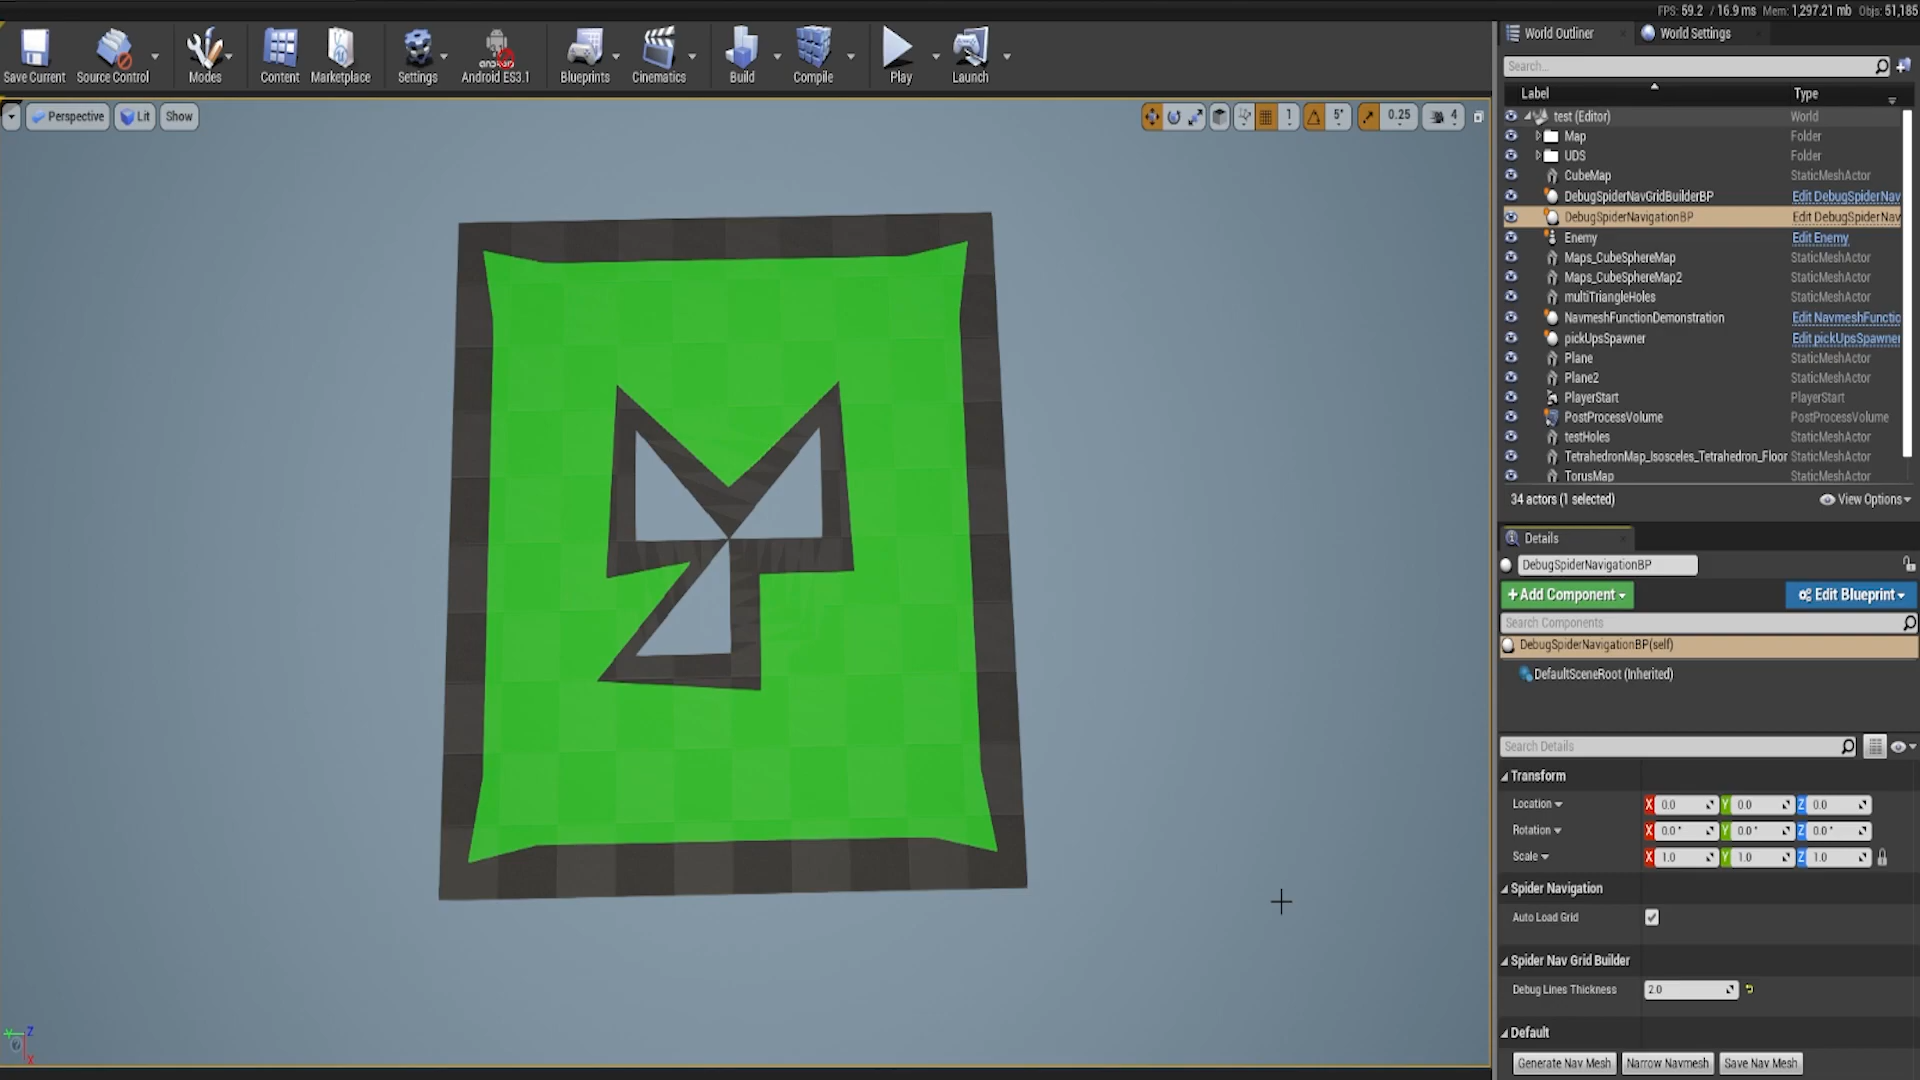 FPS: 59.2 / 16.9 ms Mem: 1,297.21 mb Objs: 51,185
Save Current
Source Control
Modes
Content
Marketplace
Settings
Android ES3.1
Blueprints
Cinematics
Build
Compile
Play
Launch
World Outliner
World Settings
Search...
Label
Type
Perspective
Lit
Show
1
5°
0.25
4
test (Editor) World
Map Folder
UDS Folder
CubeMap StaticMeshActor
DebugSpiderNavGridBuilderBP Edit DebugSpiderNav
DebugSpiderNavigationBP Edit DebugSpiderNav
Enemy Edit Enemy
Maps_CubeSphereMap StaticMeshActor
Maps_CubeSphereMap2 StaticMeshActor
multiTriangleHoles StaticMeshActor
NavmeshFunctionDemonstration Edit NavmeshFunctio
pickUpsSpawner Edit pickUpsSpawner
Plane StaticMeshActor
Plane2 StaticMeshActor
PlayerStart PlayerStart
PostProcessVolume PostProcessVolume
testHoles StaticMeshActor
TetrahedronMap_Isosceles_Tetrahedron_Floor StaticMeshActor
TorusMap StaticMeshActor
34 actors (1 selected)
View Options
Details
DebugSpiderNavigationBP
+Add Component
Edit Blueprint
Search Components
DebugSpiderNavigationBP(self)
DefaultSceneRoot (Inherited)
Search Details
Transform
Location X 0.0 Y 0.0 Z 0.0
Rotation X 0.0° Y 0.0° Z 0.0°
Scale X 1.0 Y 1.0 Z 1.0
Spider Navigation
Auto Load Grid
Spider Nav Grid Builder
Debug Lines Thickness 2.0
Default
Generate Nav Mesh
Narrow Navmesh
Save Nav Mesh
Y Z
X